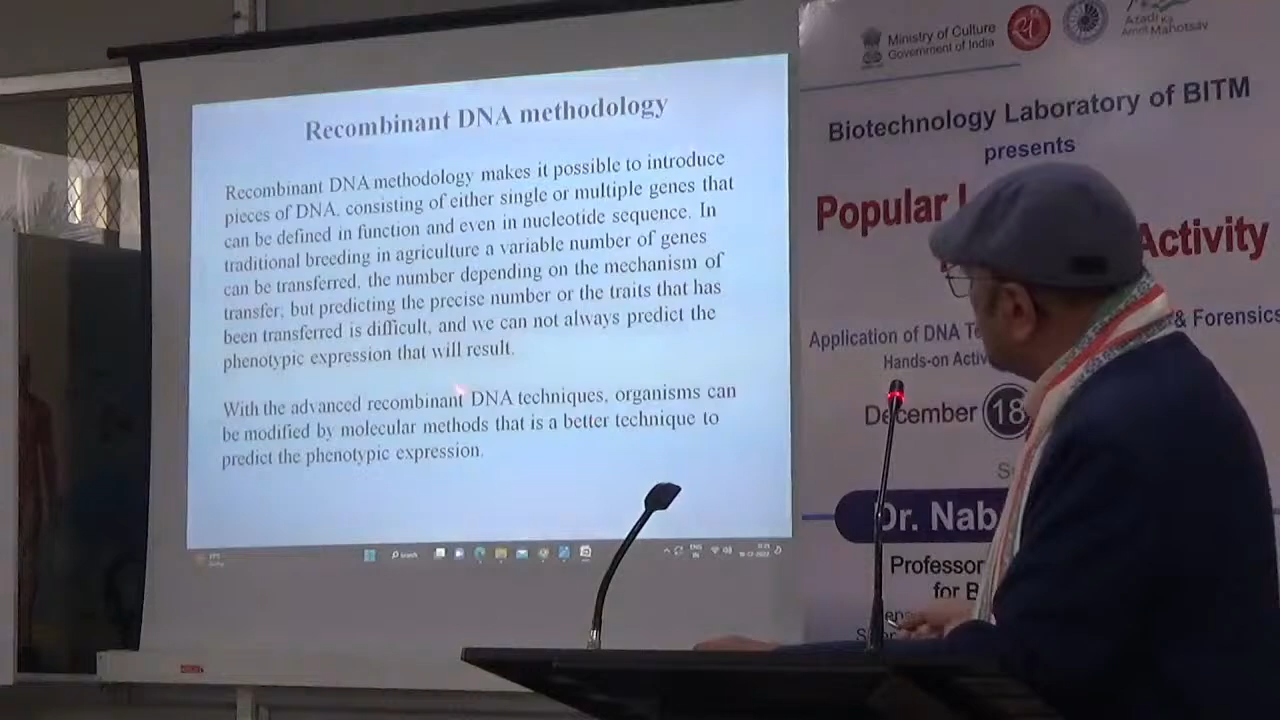 Recombinant DNA methodology
Recombinant DNA methodology makes it possible to introduce
pieces of DNA, consisting of either single or multiple genes that
can be defined in function and even in nucleotide sequence. In
traditional breeding in agriculture a variable number of genes
can be transferred, the number depending on the mechanism of
transfer; but predicting the precise number or the traits that has
been transferred is difficult, and we can not always predict the
phenotypic expression that will result.
With the advanced recombinant DNA techniques, organisms can
be modified by molecular methods that is a better technique to
predict the phenotypic expression.
Search
Ministry of Culture
Government of India
Azadi Ka
Amrit Mahotsav
Biotechnology Laboratory of BITM
presents
Popular Activity
Application of DNA & Forensics
Hands-on
December 18
Dr. Nab
Professor
for B